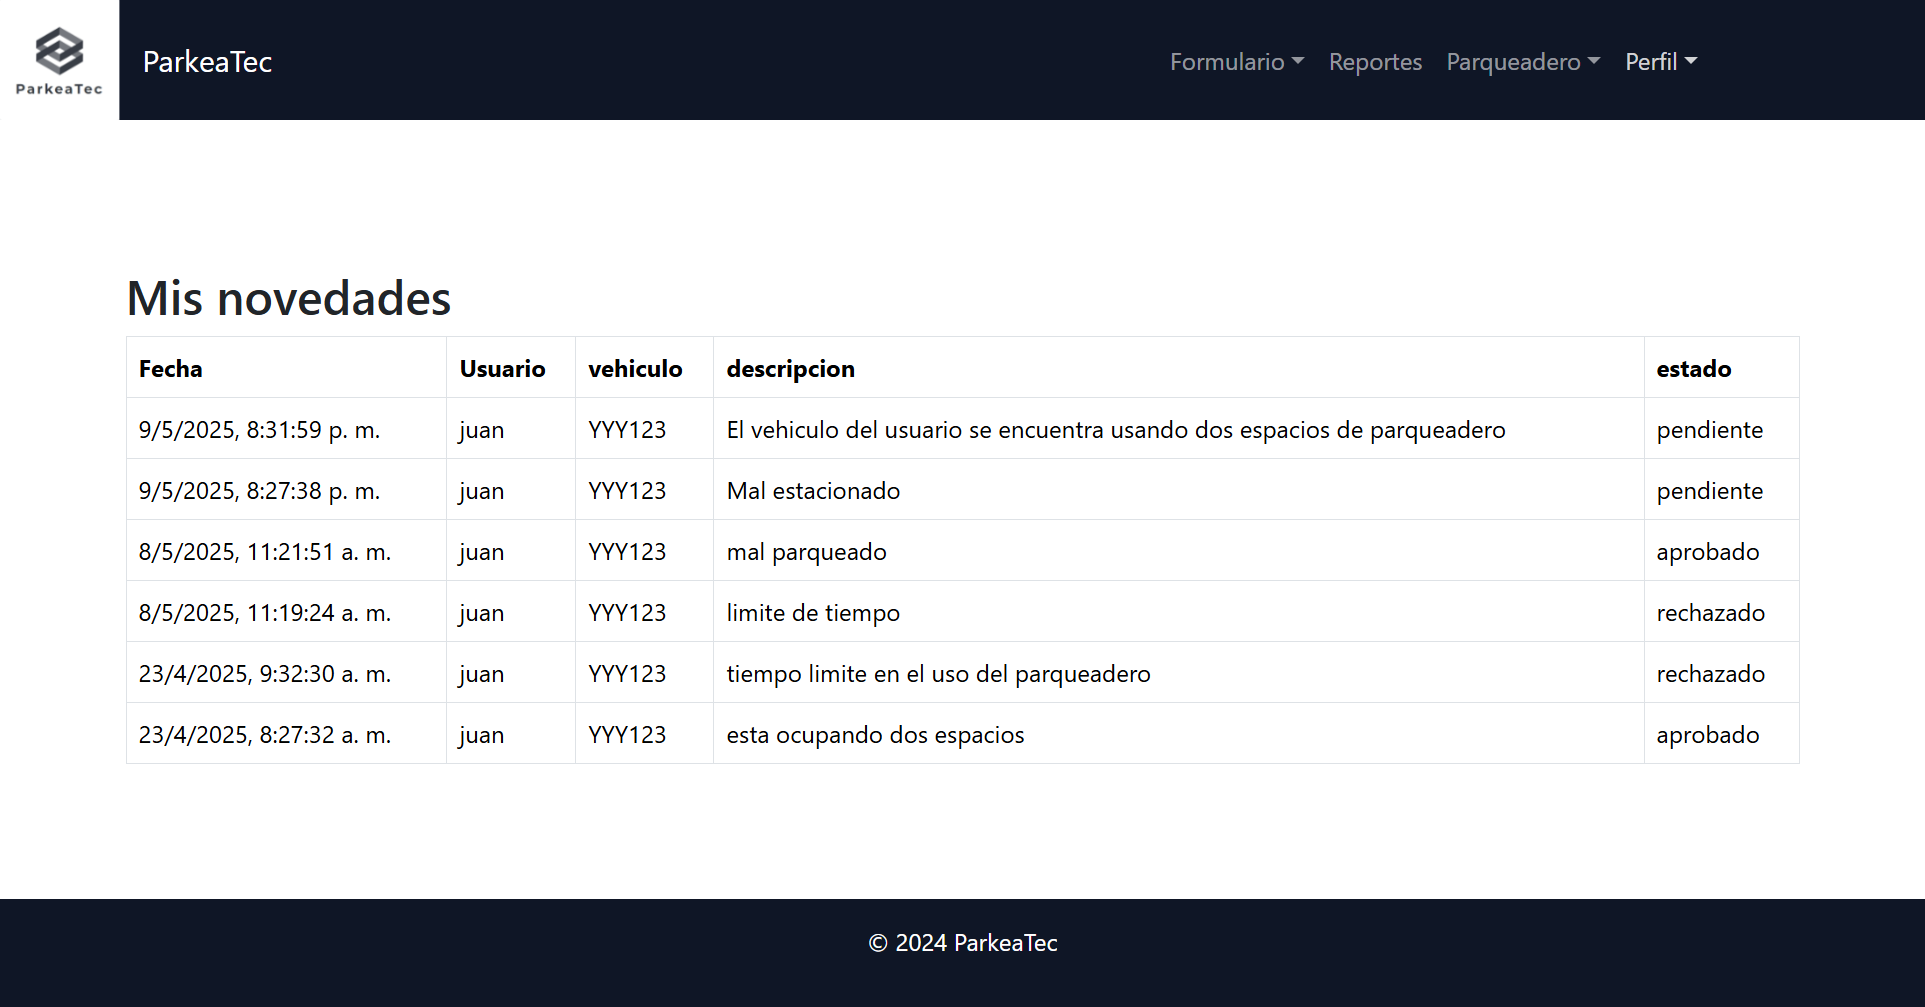 ParkeaTec
ParkeaTec Formulario Reportes Parqueadero Perfil
Mis novedades
Fecha Usuario vehiculo descripcion estado
9/5/2025, 8:31:59 p. m. juan YYY123 El vehiculo del usuario se encuentra usando dos espacios de parqueadero pendiente
9/5/2025, 8:27:38 p. m. juan YYY123 Mal estacionado pendiente
8/5/2025, 11:21:51 a. m. juan YYY123 mal parqueado aprobado
8/5/2025, 11:19:24 a. m. juan YYY123 limite de tiempo rechazado
23/4/2025, 9:32:30 a. m. juan YYY123 tiempo limite en el uso del parqueadero rechazado
23/4/2025, 8:27:32 a. m. juan YYY123 esta ocupando dos espacios aprobado
© 2024 ParkeaTec